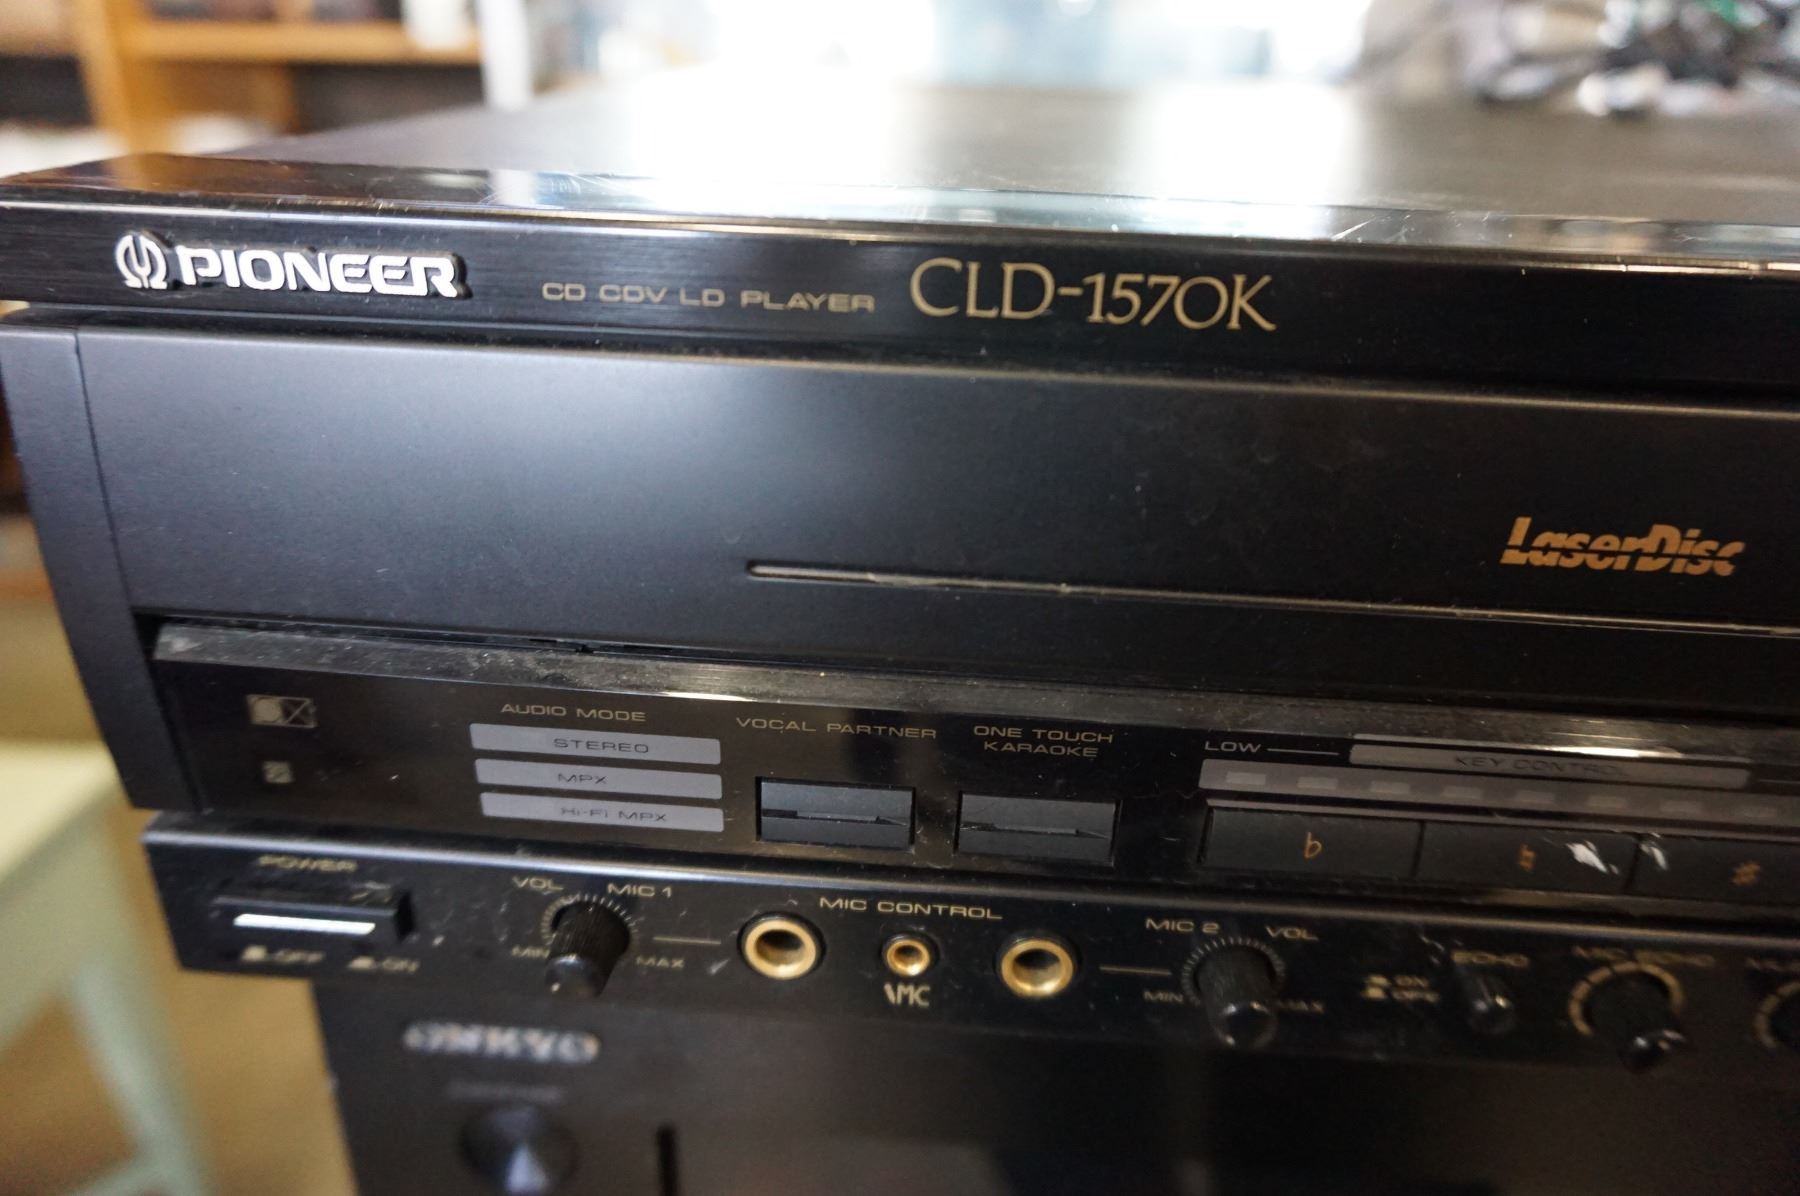 PIONEER CD CDV LD PLAYER CLD-1570K
LaserDisc
AUDIO MODE
STEREO
MPX
Hi-Fi MPX
VOCAL PARTNER
ONE TOUCH
KARAOKE
LOW
KEY CONTROL
♭ ♮ ♯
POWER
OFF ON
VOL MIC 1
MIN MAX
MIC CONTROL
VMC
MIC 2 VOL
MIN MAX
ECHO
ON
OFF
MIC ECHO
ONKYO